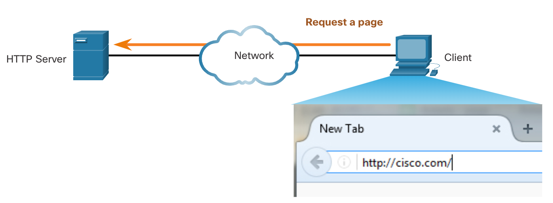 Request a page
HTTP Server
Network
Client
New Tab
http://cisco.com/